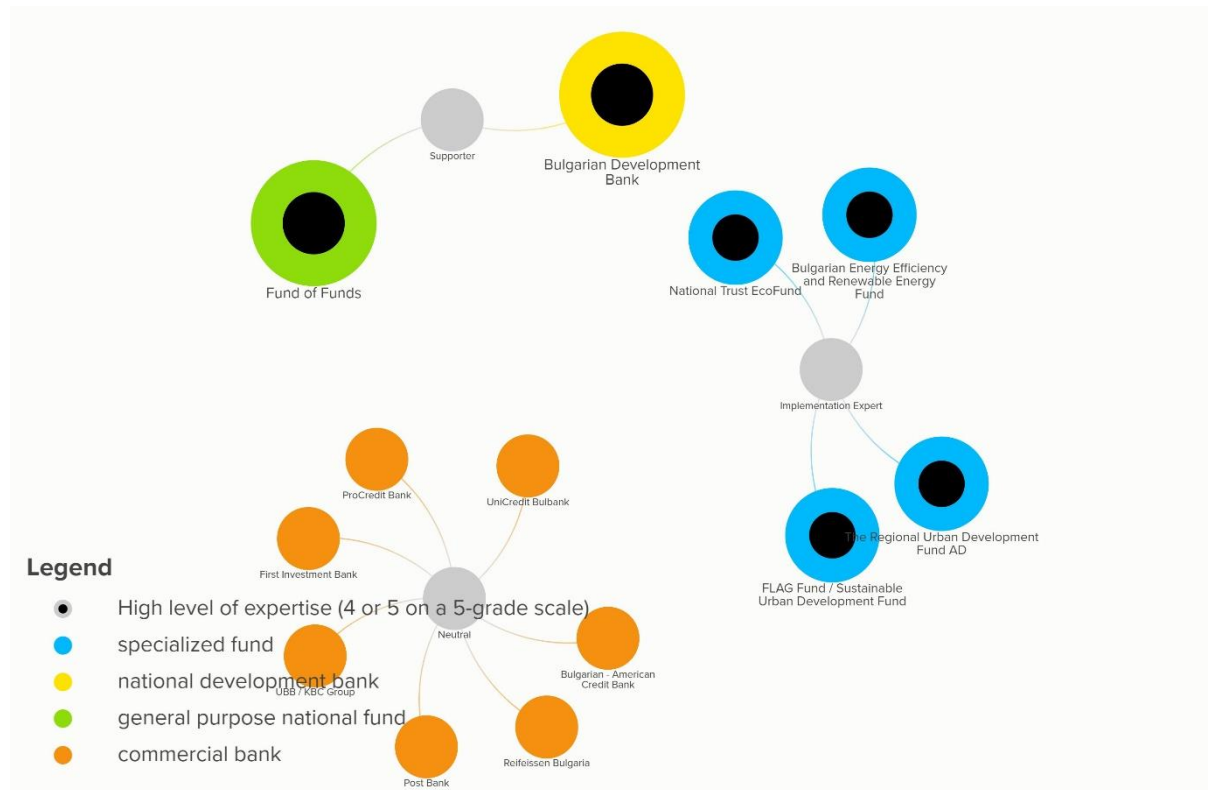 Supporter
Bulgarian Development
Bank
Fund of Funds
National Trust EcoFund
Bulgarian Energy Efficiency
and Renewable Energy
Fund
Implementation Expert
ProCredit Bank
UniCredit Bulbank
The Regional Urban Development
Fund AD
First Investment Bank
FLAG Fund / Sustainable
Urban Development Fund
Neutral
Bulgarian - American
Credit Bank
UBB / KBC Group
Reifeissen Bulgaria
Post Bank
Legend
High level of expertise (4 or 5 on a 5-grade scale)
specialized fund
national development bank
general purpose national fund
commercial bank